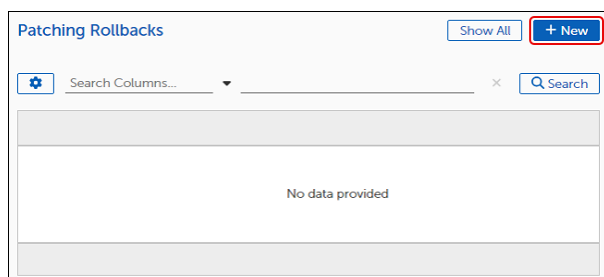 Patching Rollbacks
Show All
+ New
Search Columns...
Search
No data provided